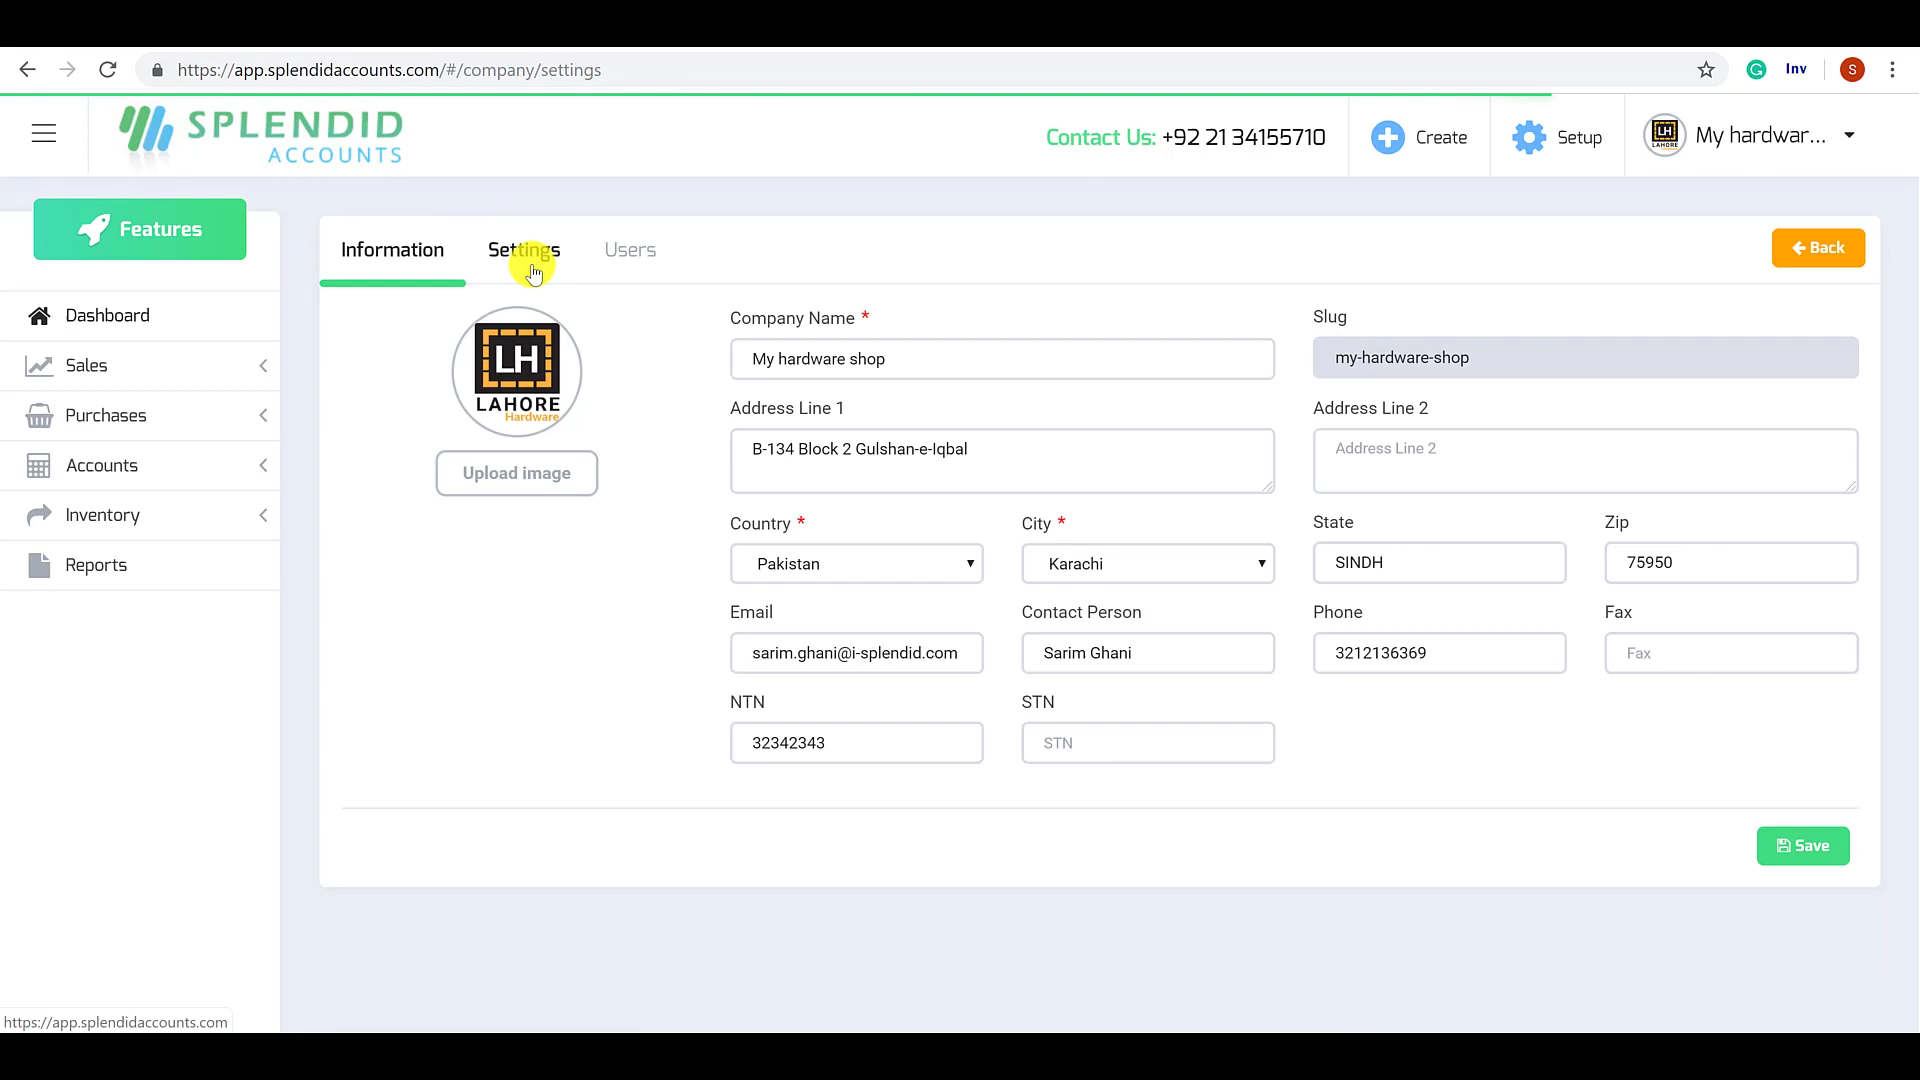 https://app.splendidaccounts.com/#/company/settings
Inv
S
SPLENDID
ACCOUNTS
Contact Us: +92 21 34155710
Create
Setup
LH
LAHORE
My hardwar...
Features
Information
Settings
Users
Back
Dashboard
Sales
Purchases
Accounts
Inventory
Reports
LH
LAHORE
Hardware
Upload image
Company Name *
Slug
My hardware shop
my-hardware-shop
Address Line 1
Address Line 2
B-134 Block 2 Gulshan-e-Iqbal
Address Line 2
Country *
City *
State
Zip
Pakistan
Karachi
SINDH
75950
Email
Contact Person
Phone
Fax
sarim.ghani@i-splendid.com
Sarim Ghani
3212136369
Fax
NTN
STN
32342343
STN
Save
https://app.splendidaccounts.com